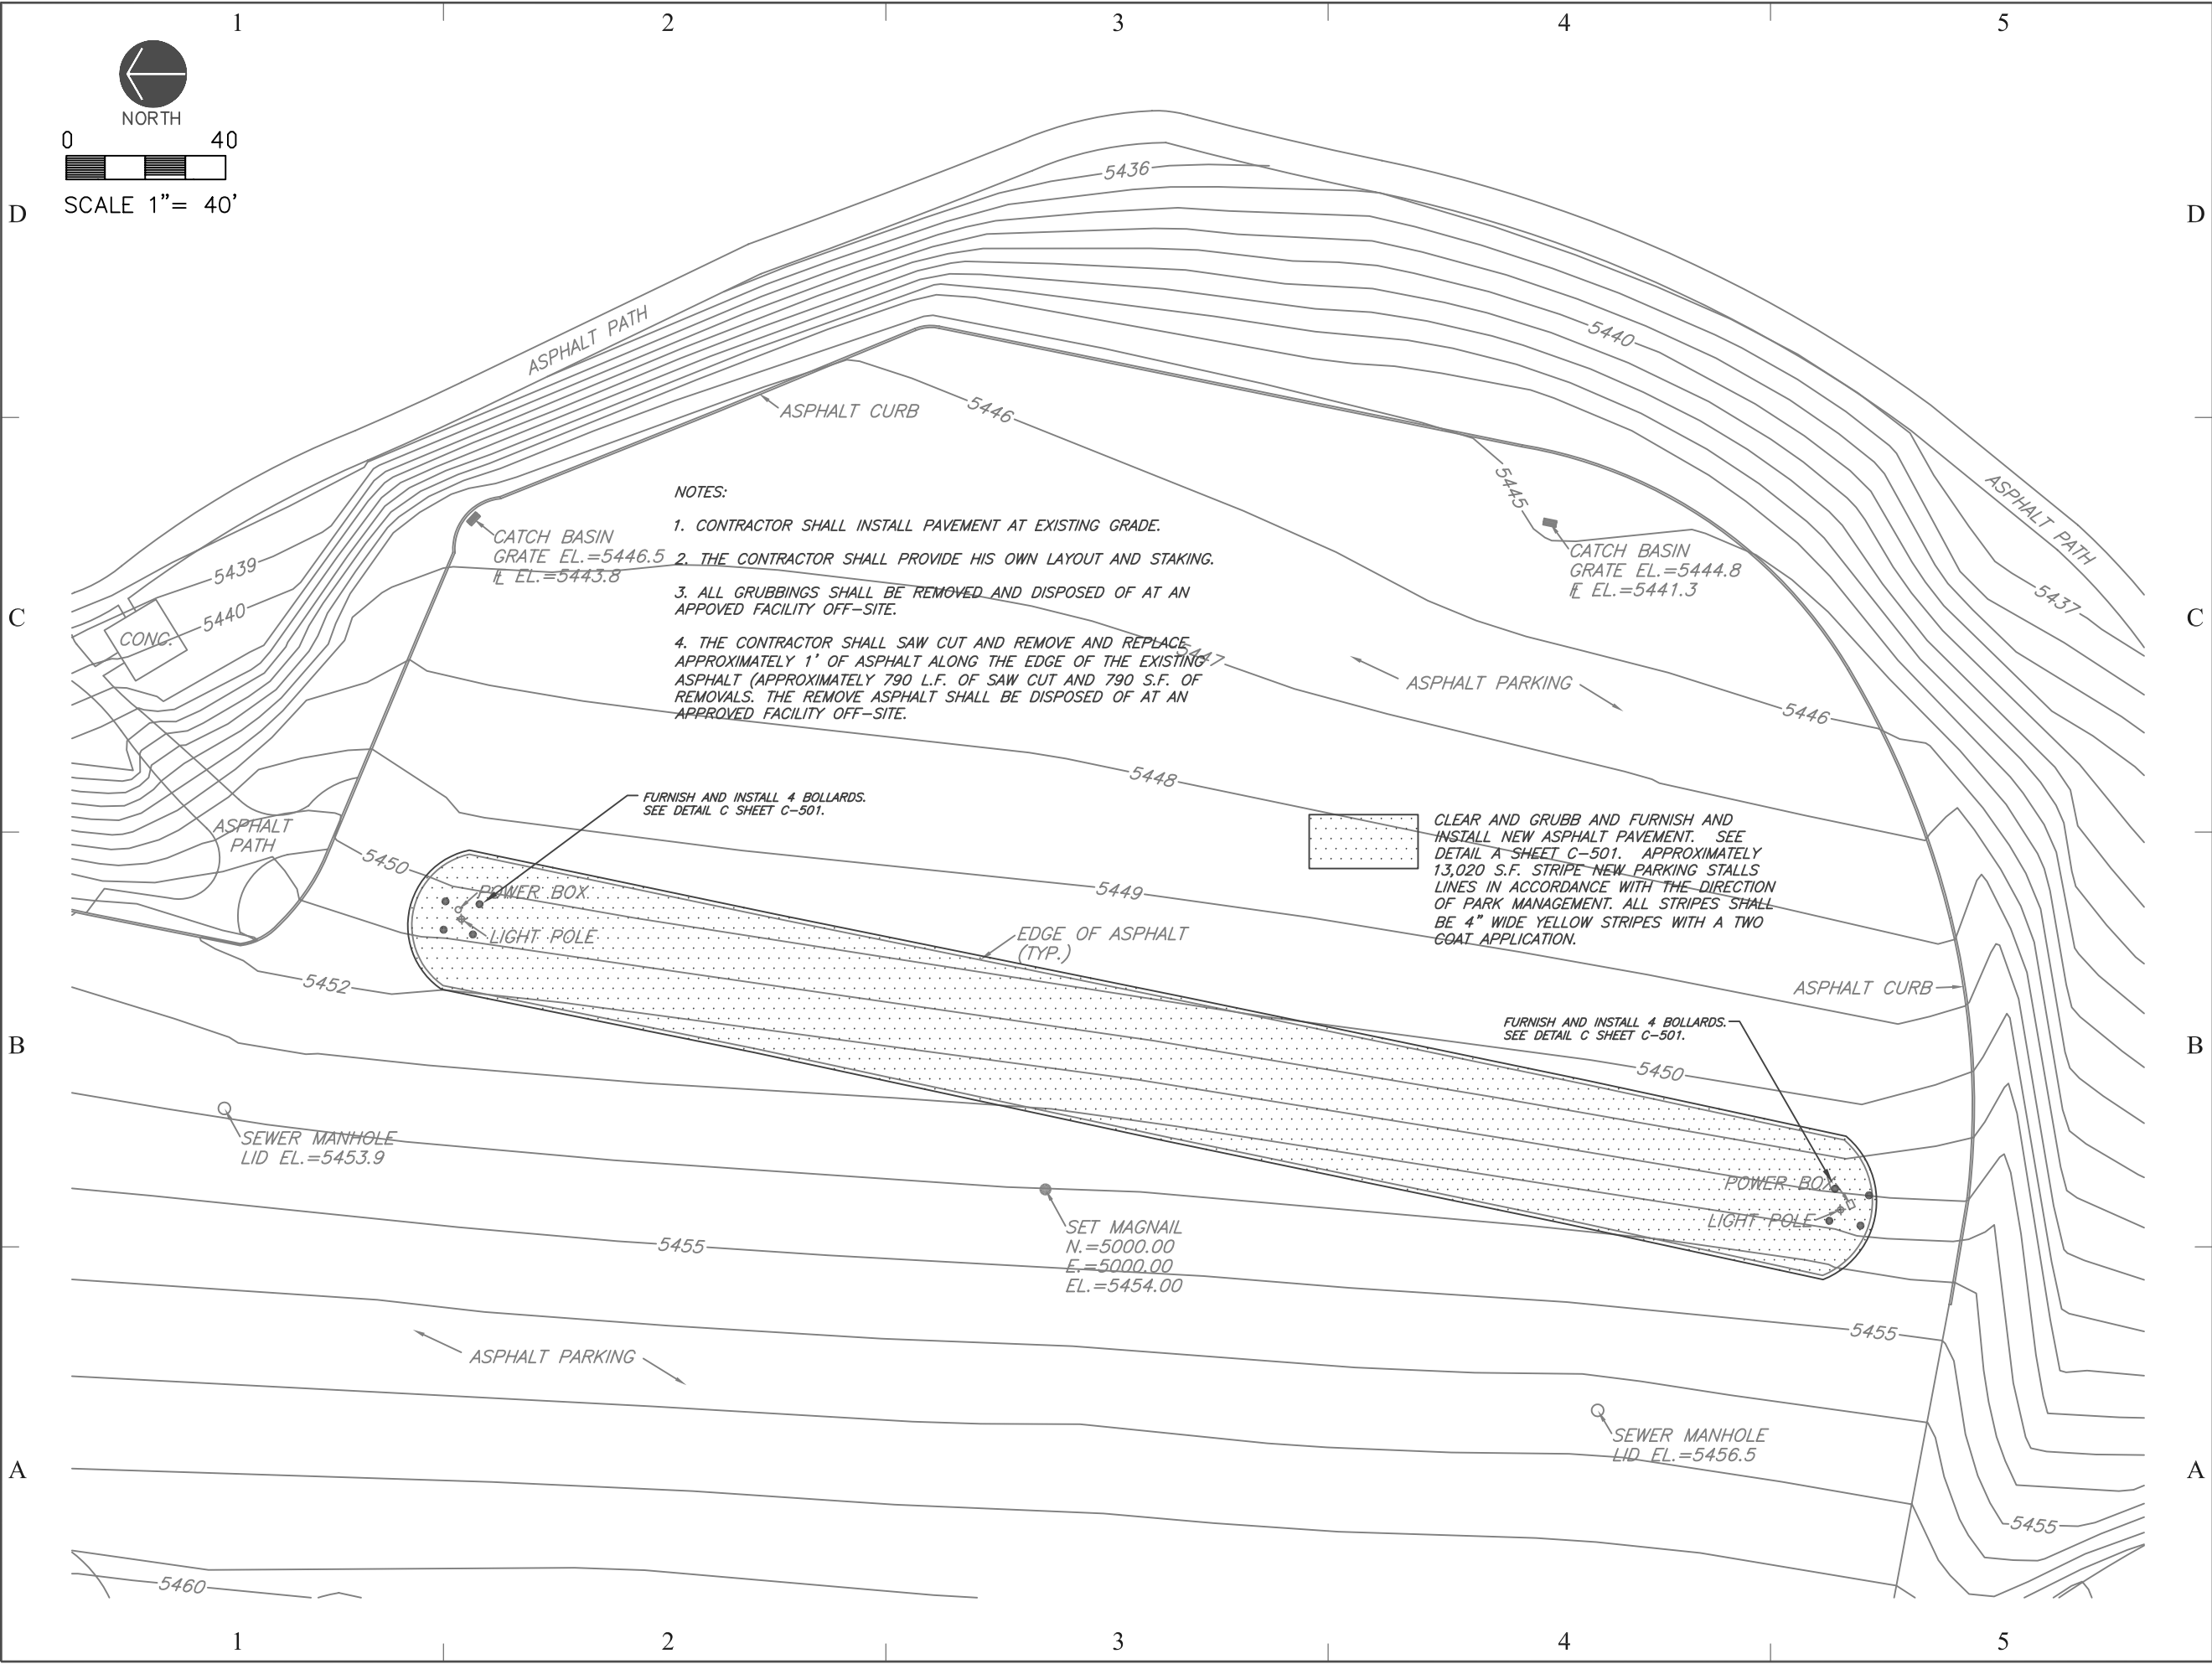 1 2 3 4 5
NORTH
0 40
SCALE 1"= 40'
D
D
5436
ASPHALT PATH
5440
ASPHALT CURB
5446
5445
ASPHALT PATH
NOTES:
1. CONTRACTOR SHALL INSTALL PAVEMENT AT EXISTING GRADE.
2. THE CONTRACTOR SHALL PROVIDE HIS OWN LAYOUT AND STAKING.
3. ALL GRUBBINGS SHALL BE REMOVED AND DISPOSED OF AT AN
APPOVED FACILITY OFF-SITE.
4. THE CONTRACTOR SHALL SAW CUT AND REMOVE AND REPLACE
APPROXIMATELY 1' OF ASPHALT ALONG THE EDGE OF THE EXISTING
ASPHALT (APPROXIMATELY 790 L.F. OF SAW CUT AND 790 S.F. OF
REMOVALS. THE REMOVE ASPHALT SHALL BE DISPOSED OF AT AN
APPROVED FACILITY OFF-SITE.
CATCH BASIN
GRATE EL.=5446.5
FL EL.=5443.8
CATCH BASIN
GRATE EL.=5444.8
FL EL.=5441.3
5439
5440
5437
C
C
CONC.
5447
ASPHALT PARKING
5446
5448
FURNISH AND INSTALL 4 BOLLARDS.
SEE DETAIL C SHEET C-501.
ASPHALT
PATH
CLEAR AND GRUBB AND FURNISH AND
INSTALL NEW ASPHALT PAVEMENT. SEE
DETAIL A SHEET C-501. APPROXIMATELY
13,020 S.F. STRIPE NEW PARKING STALLS
LINES IN ACCORDANCE WITH THE DIRECTION
OF PARK MANAGEMENT. ALL STRIPES SHALL
BE 4" WIDE YELLOW STRIPES WITH A TWO
COAT APPLICATION.
5450
POWER BOX
5449
LIGHT POLE
EDGE OF ASPHALT
(TYP.)
5452
ASPHALT CURB
FURNISH AND INSTALL 4 BOLLARDS.
SEE DETAIL C SHEET C-501.
B
B
5450
SEWER MANHOLE
LID EL.=5453.9
POWER BOX
LIGHT POLE
SET MAGNAIL
N.=5000.00
E.=5000.00
EL.=5454.00
5455
5455
ASPHALT PARKING
SEWER MANHOLE
LID EL.=5456.5
A
A
5455
5460
1 2 3 4 5